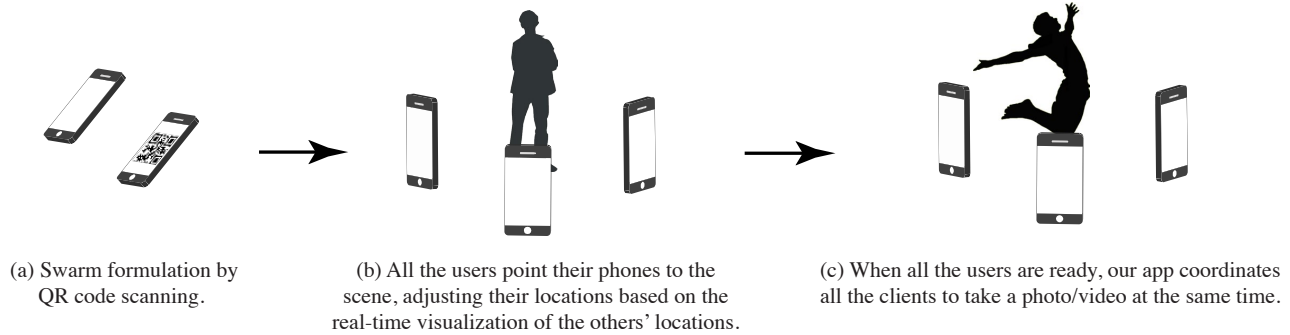 (a) Swarm formulation by
QR code scanning.
(b) All the users point their phones to the
scene, adjusting their locations based on the
real-time visualization of the others’ locations.
(c) When all the users are ready, our app coordinates
all the clients to take a photo/video at the same time.